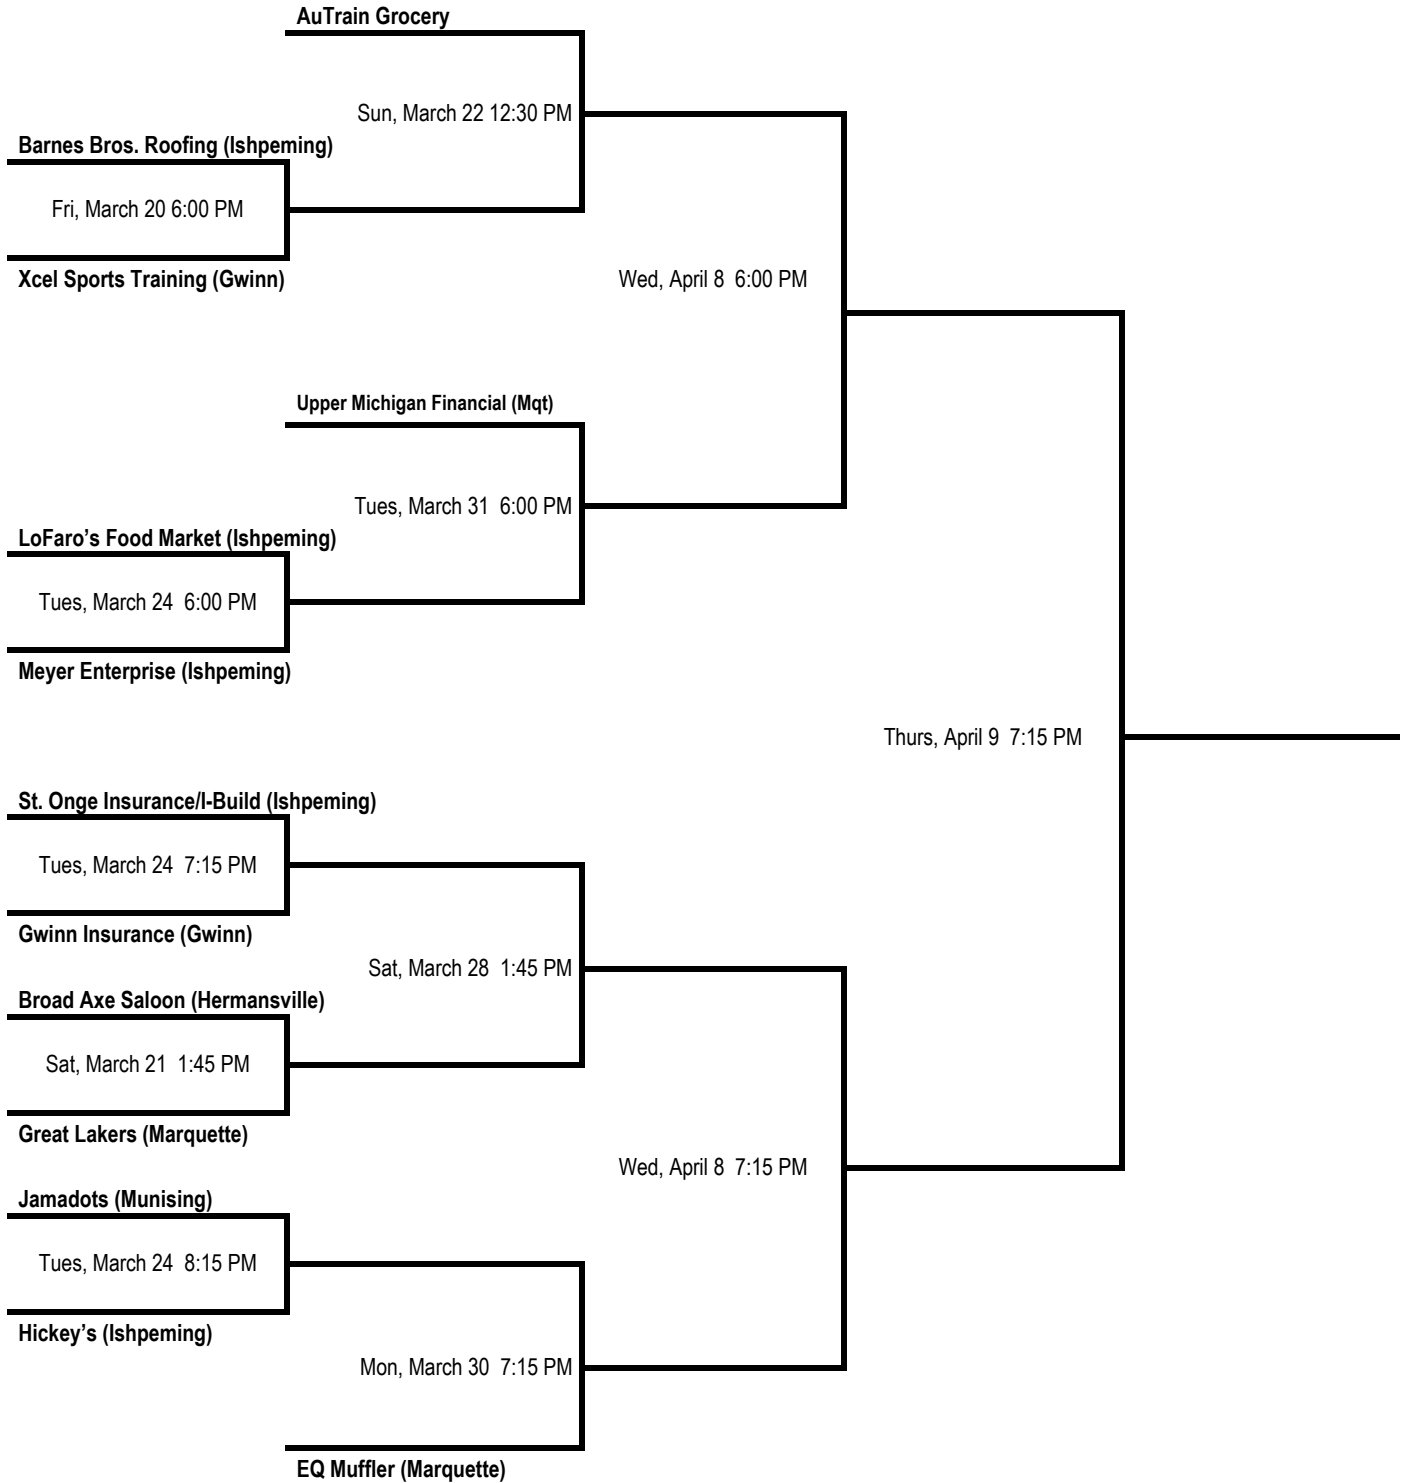 AuTrain Grocery
Sun, March 22 12:30 PM
Barnes Bros. Roofing (Ishpeming)
Fri, March 20 6:00 PM
Xcel Sports Training (Gwinn)
Wed, April 8 6:00 PM
Upper Michigan Financial (Mqt)
Tues, March 31 6:00 PM
LoFaro’s Food Market (Ishpeming)
Tues, March 24 6:00 PM
Meyer Enterprise (Ishpeming)
Thurs, April 9 7:15 PM
St. Onge Insurance/I-Build (Ishpeming)
Tues, March 24 7:15 PM
Gwinn Insurance (Gwinn)
Sat, March 28 1:45 PM
Broad Axe Saloon (Hermansville)
Sat, March 21 1:45 PM
Great Lakers (Marquette)
Wed, April 8 7:15 PM
Jamadots (Munising)
Tues, March 24 8:15 PM
Hickey’s (Ishpeming)
Mon, March 30 7:15 PM
EQ Muffler (Marquette)